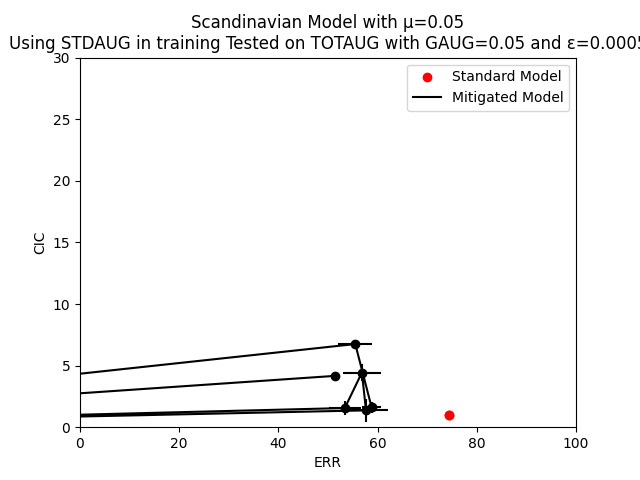 Scandinavian Model with μ=0.05
Using STDAUG in training Tested on TOTAUG with GAUG=0.05 and ε=0.0005
30
25
20
15
10
5
0
CIC
Standard Model
Mitigated Model
0 20 40 60 80 100
ERR